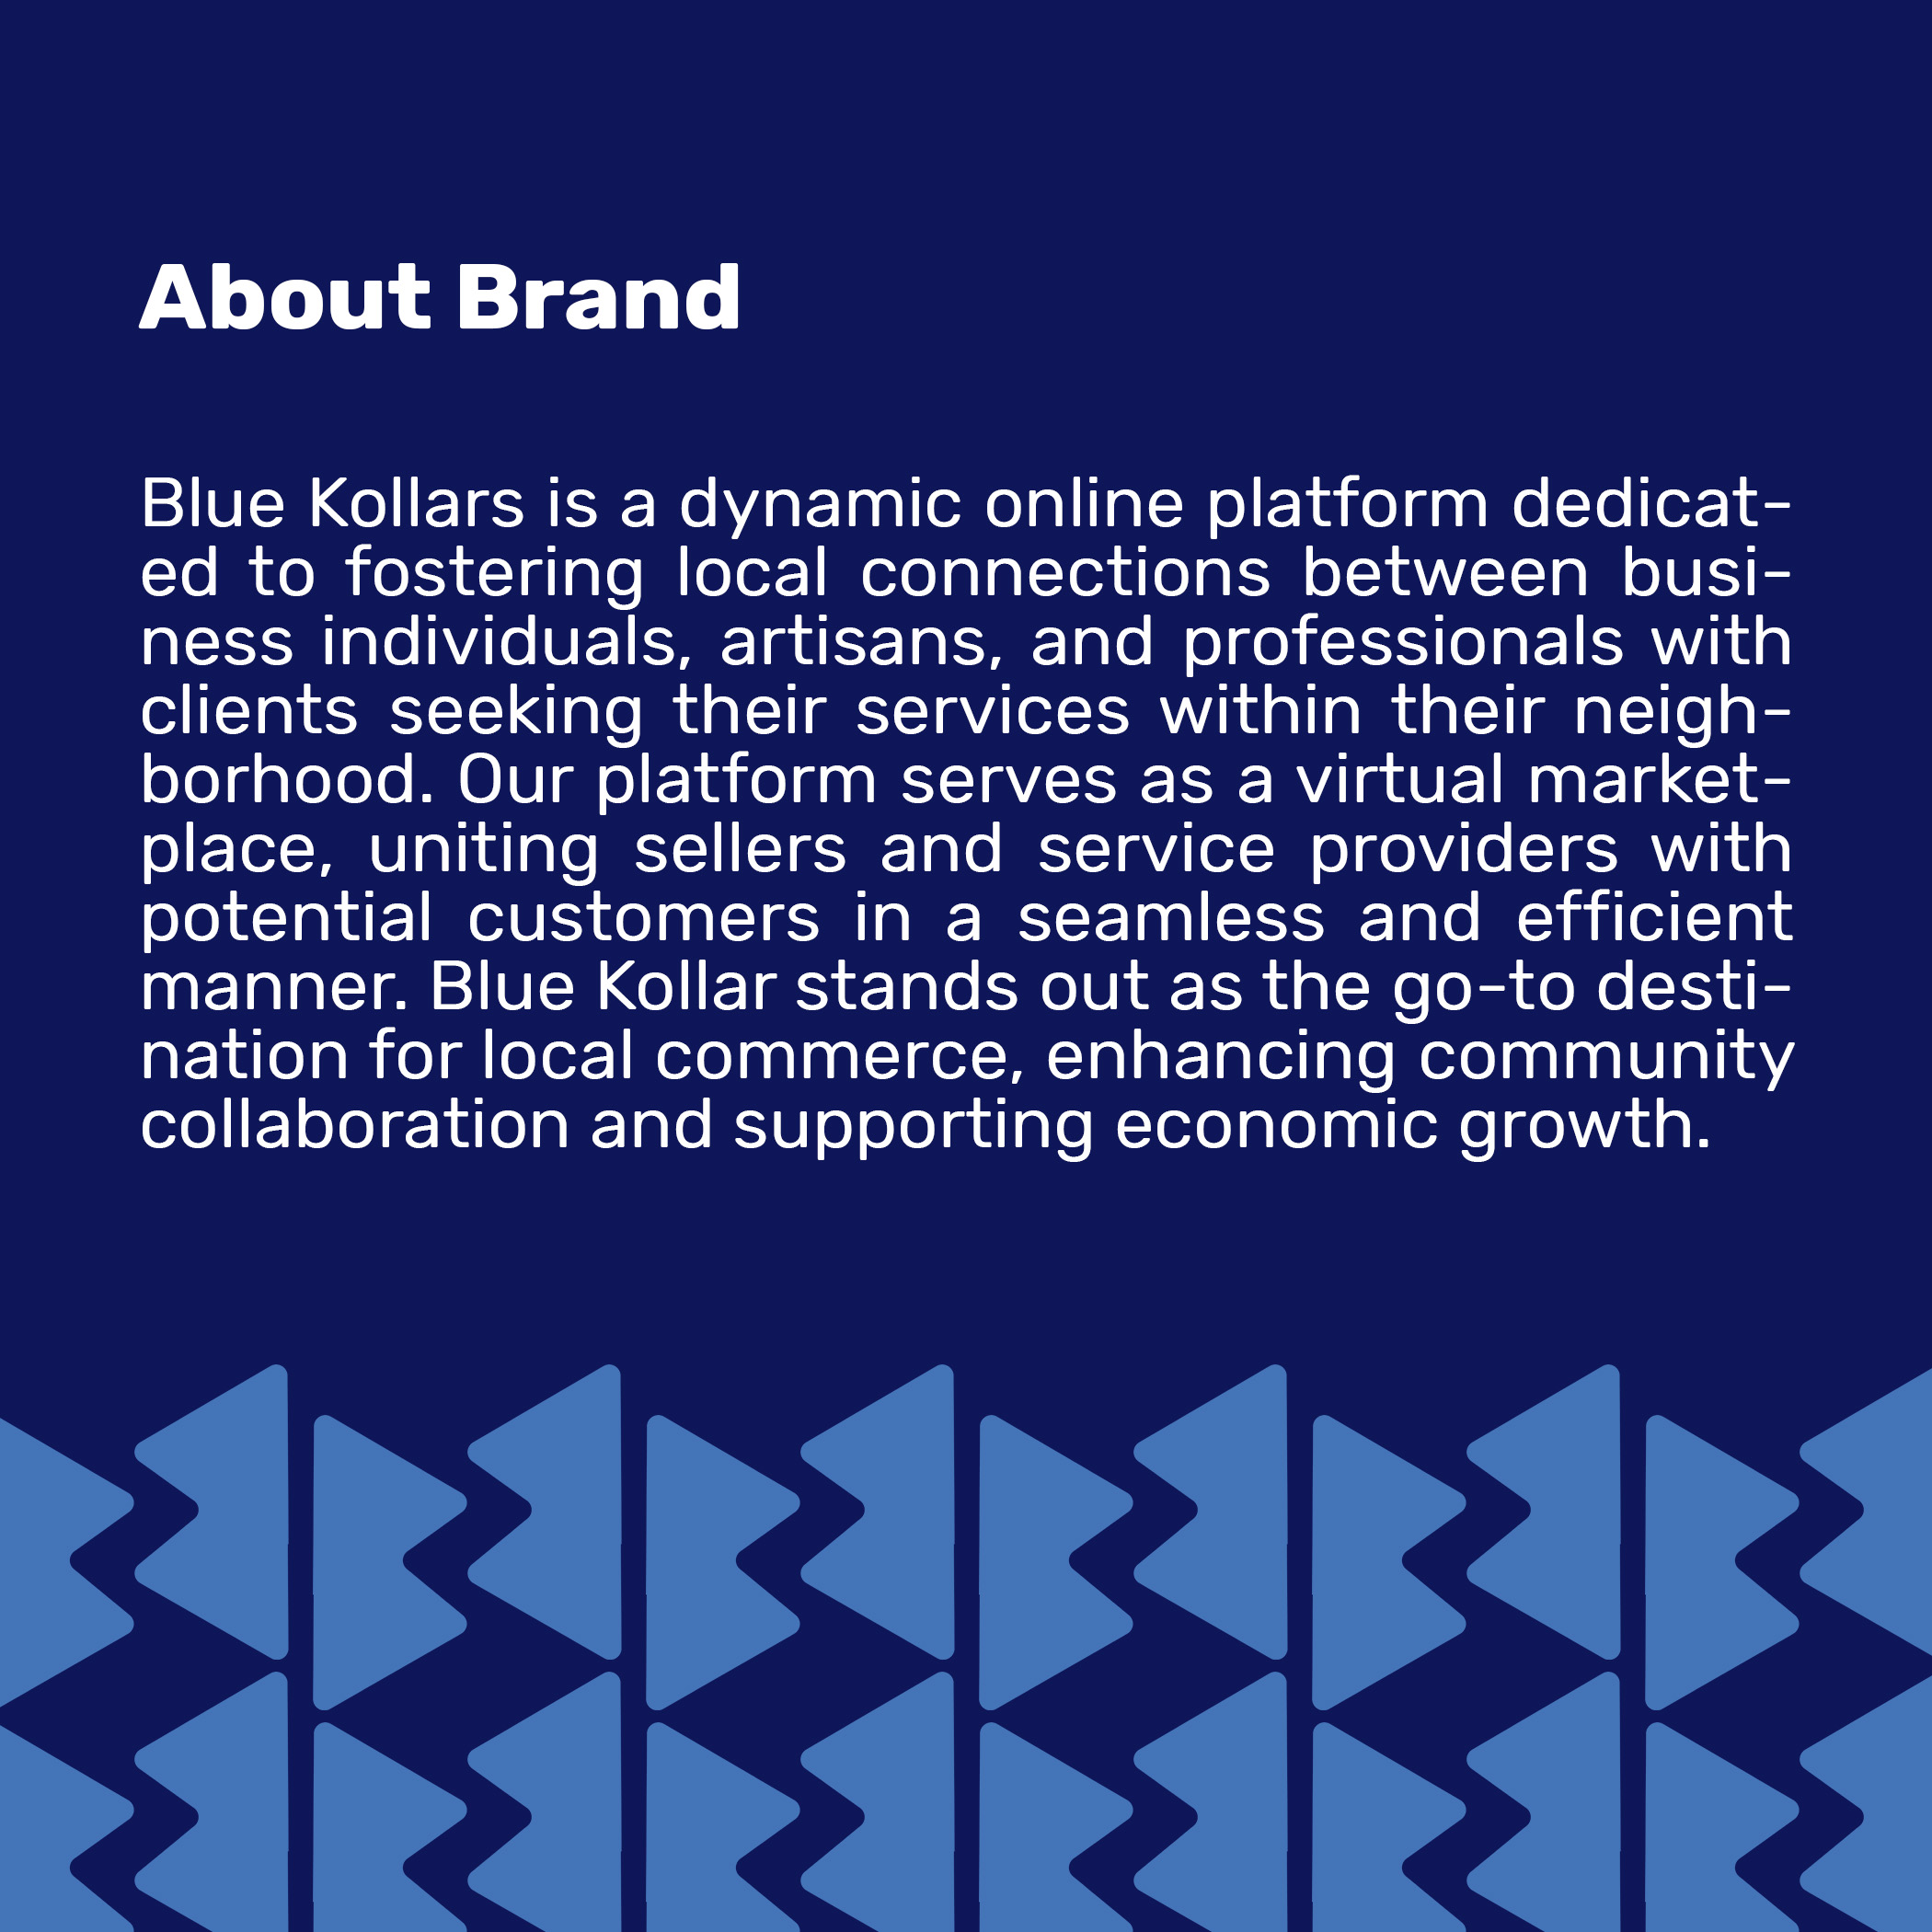 About Brand
Blue Kollars is a dynamic online platform dedicat-
ed to fostering local connections between busi-
ness individuals, artisans, and professionals with
clients seeking their services within their neigh-
borhood. Our platform serves as a virtual market-
place, uniting sellers and service providers with
potential customers in a seamless and efficient
manner. Blue Kollar stands out as the go-to desti-
nation for local commerce, enhancing community
collaboration and supporting economic growth.